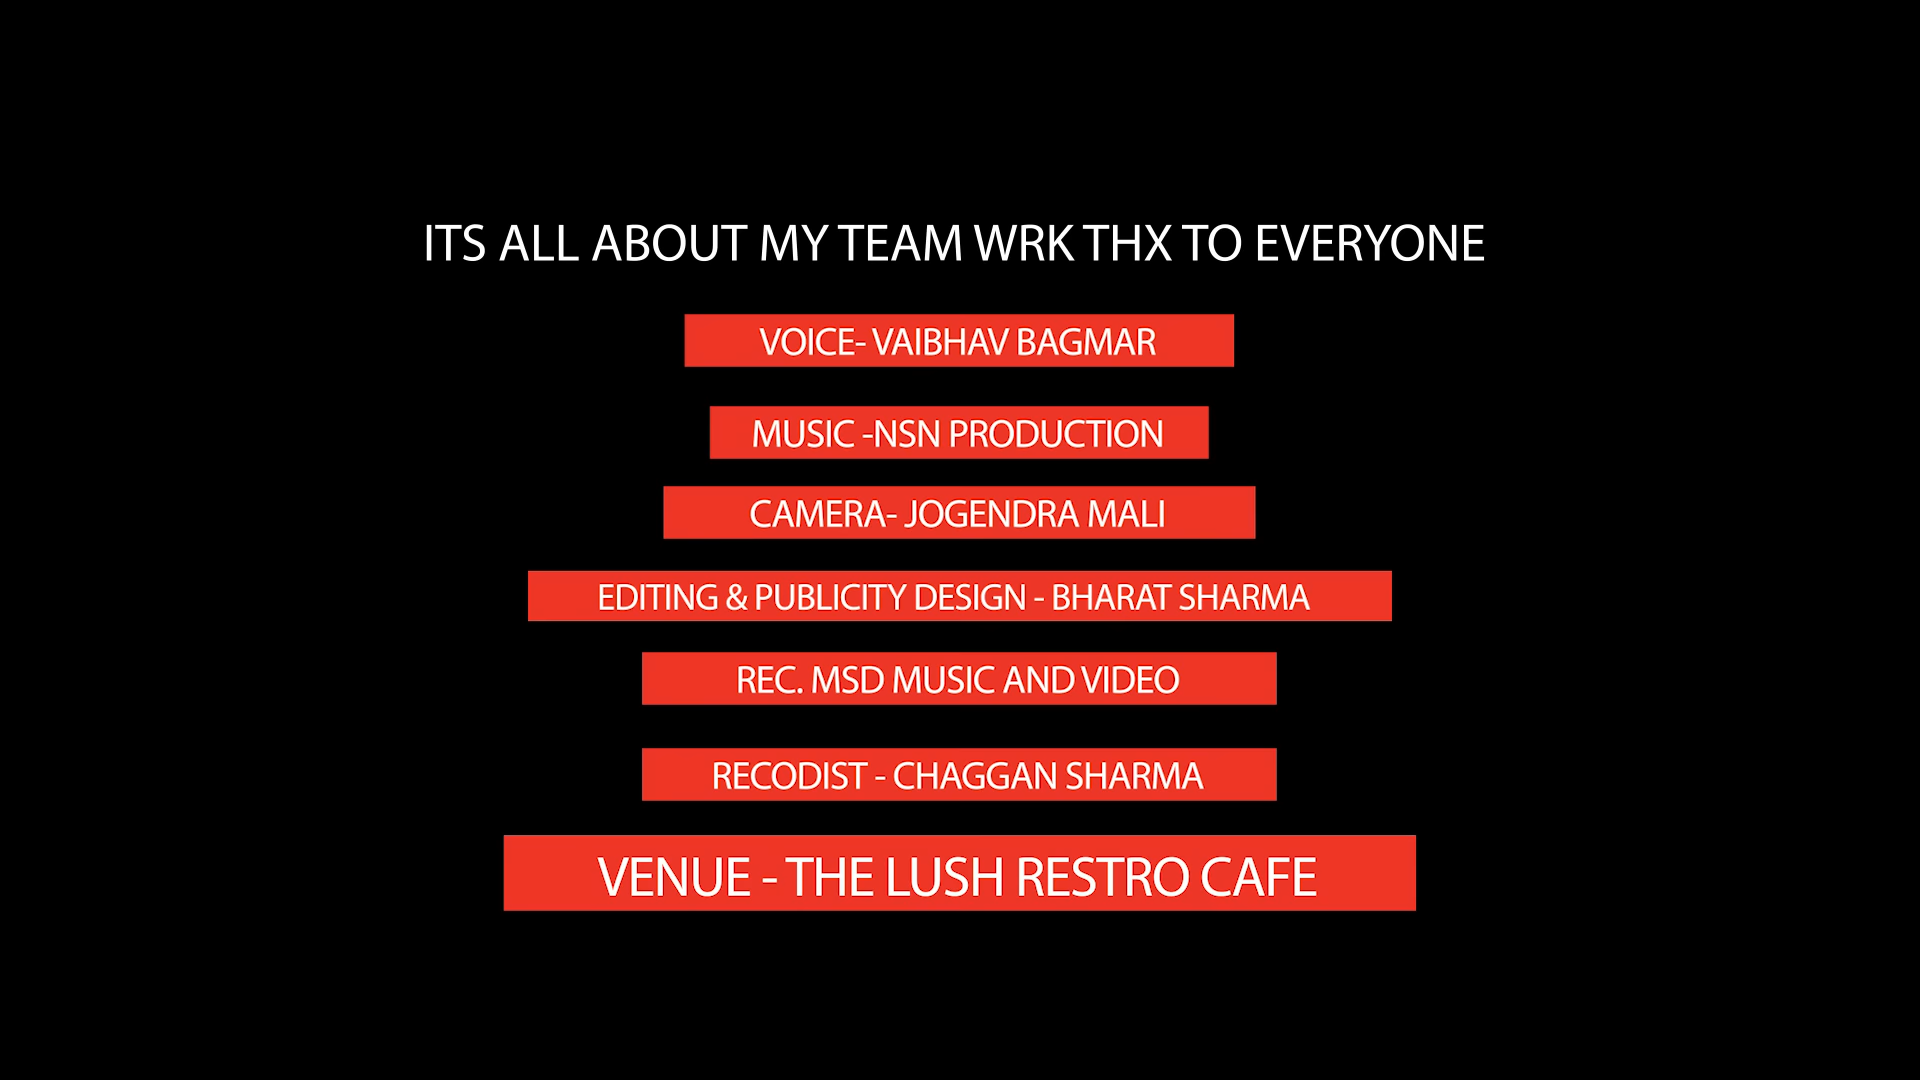 ITS ALL ABOUT MY TEAM WRK THX TO EVERYONE
VOICE- VAIBHAV BAGMAR
MUSIC -NSN PRODUCTION
CAMERA- JOGENDRA MALI
EDITING & PUBLICITY DESIGN - BHARAT SHARMA
REC. MSD MUSIC AND VIDEO
RECODIST - CHAGGAN SHARMA
VENUE - THE LUSH RESTRO CAFE